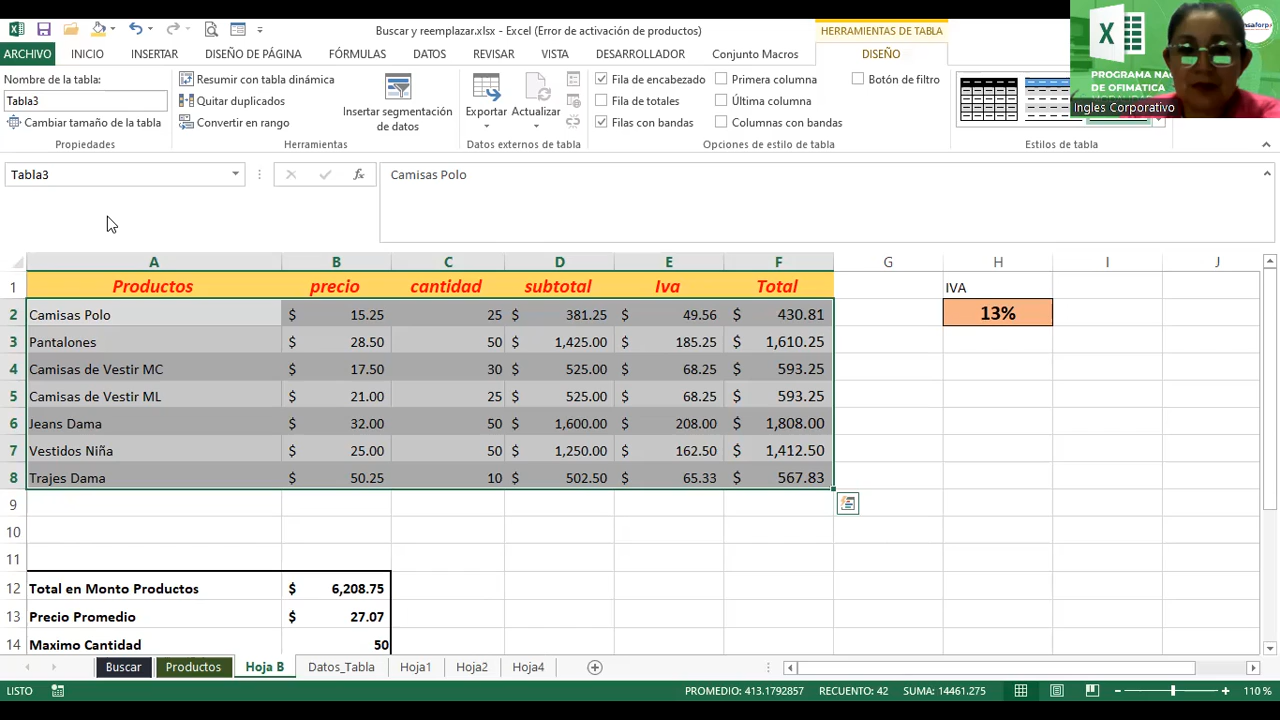 Buscar y reemplazar.xlsx - Excel (Error de activación de productos)
HERRAMIENTAS DE TABLA
ARCHIVO INICIO INSERTAR DISEÑO DE PÁGINA FÓRMULAS DATOS REVISAR VISTA DESARROLLADOR Conjunto Macros DISEÑO
Nombre de la tabla:
Tabla3
Cambiar tamaño de la tabla
Propiedades
Resumir con tabla dinámica
Quitar duplicados
Convertir en rango
Insertar segmentación
de datos
Herramientas
Exportar Actualizar
Datos externos de tabla
Fila de encabezado Primera columna Botón de filtro
Fila de totales Última columna
Filas con bandas Columnas con bandas
Opciones de estilo de tabla
Estilos de tabla
PROGRAMA NAC
DE OFIMATICA
Ingles Corporativo
Tabla3 fx Camisas Polo
A B C D E F G H I J
1 Productos precio cantidad subtotal Iva Total IVA
2 Camisas Polo $ 15.25 25 $ 381.25 $ 49.56 $ 430.81 13%
3 Pantalones $ 28.50 50 $ 1,425.00 $ 185.25 $ 1,610.25
4 Camisas de Vestir MC $ 17.50 30 $ 525.00 $ 68.25 $ 593.25
5 Camisas de Vestir ML $ 21.00 25 $ 525.00 $ 68.25 $ 593.25
6 Jeans Dama $ 32.00 50 $ 1,600.00 $ 208.00 $ 1,808.00
7 Vestidos Niña $ 25.00 50 $ 1,250.00 $ 162.50 $ 1,412.50
8 Trajes Dama $ 50.25 10 $ 502.50 $ 65.33 $ 567.83
9
10
11
12 Total en Monto Productos $ 6,208.75
13 Precio Promedio $ 27.07
14 Maximo Cantidad 50
Buscar Productos Hoja B Datos_Tabla Hoja1 Hoja2 Hoja4
LISTO PROMEDIO: 413.1792857 RECUENTO: 42 SUMA: 14461.275 110 %